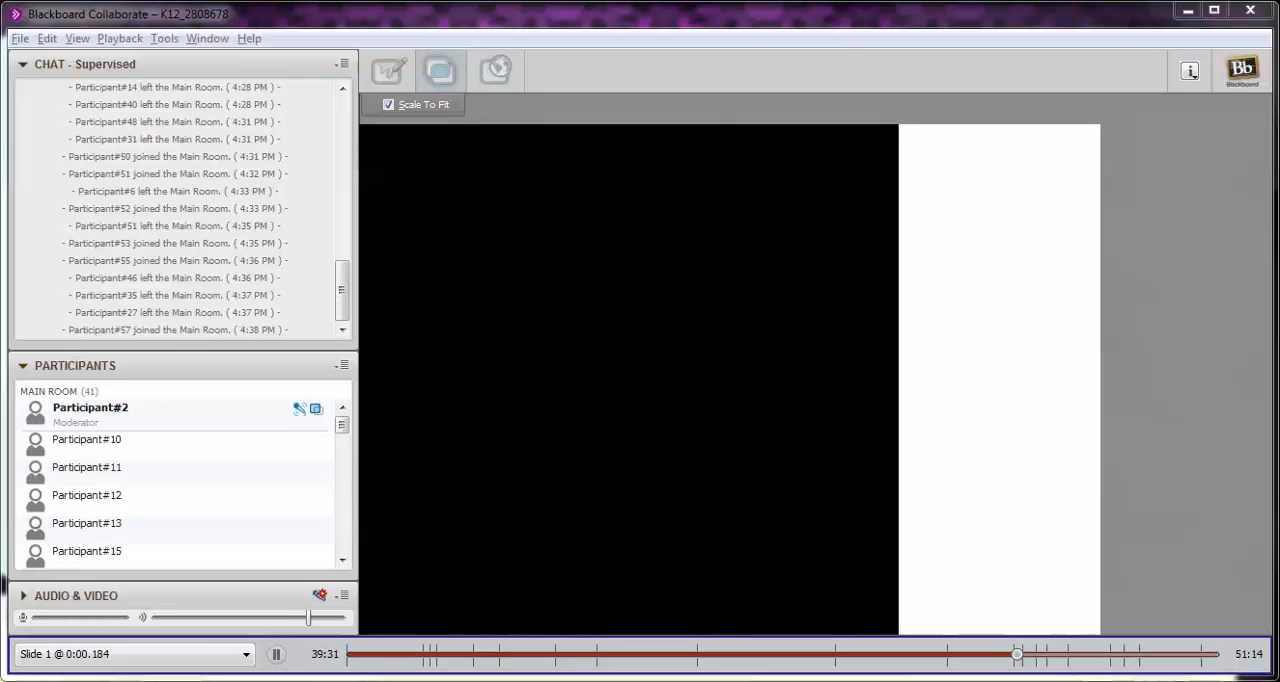 Blackboard Collaborate – K12_2808678
File Edit View Playback Tools Window Help
CHAT - Supervised
- Participant#14 left the Main Room. ( 4:28 PM ) -
- Participant#40 left the Main Room. ( 4:28 PM ) -
- Participant#48 left the Main Room. ( 4:31 PM ) -
- Participant#31 left the Main Room. ( 4:31 PM ) -
- Participant#50 joined the Main Room. ( 4:31 PM ) -
- Participant#51 joined the Main Room. ( 4:32 PM ) -
- Participant#6 left the Main Room. ( 4:33 PM ) -
- Participant#52 joined the Main Room. ( 4:33 PM ) -
- Participant#51 left the Main Room. ( 4:35 PM ) -
- Participant#53 joined the Main Room. ( 4:35 PM ) -
- Participant#55 joined the Main Room. ( 4:36 PM ) -
- Participant#46 left the Main Room. ( 4:36 PM ) -
- Participant#35 left the Main Room. ( 4:37 PM ) -
- Participant#27 left the Main Room. ( 4:37 PM ) -
- Participant#57 joined the Main Room. ( 4:38 PM ) -
PARTICIPANTS
MAIN ROOM (41)
Participant#2
Moderator
Participant#10
Participant#11
Participant#12
Participant#13
Participant#15
AUDIO & VIDEO
Scale To Fit
Bb
Blackboard
Slide 1 @ 0:00.184
39:31
51:14